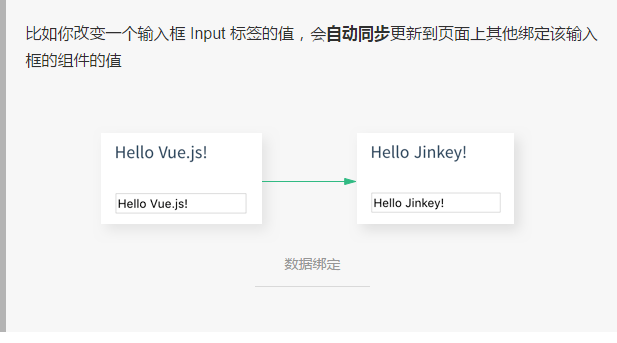 比如你改变一个输入框 Input 标签的值，会自动同步更新到页面上其他绑定该输入
框的组件的值
Hello Vue.js!
Hello Vue.js!
Hello Jinkey!
Hello Jinkey!
数据绑定